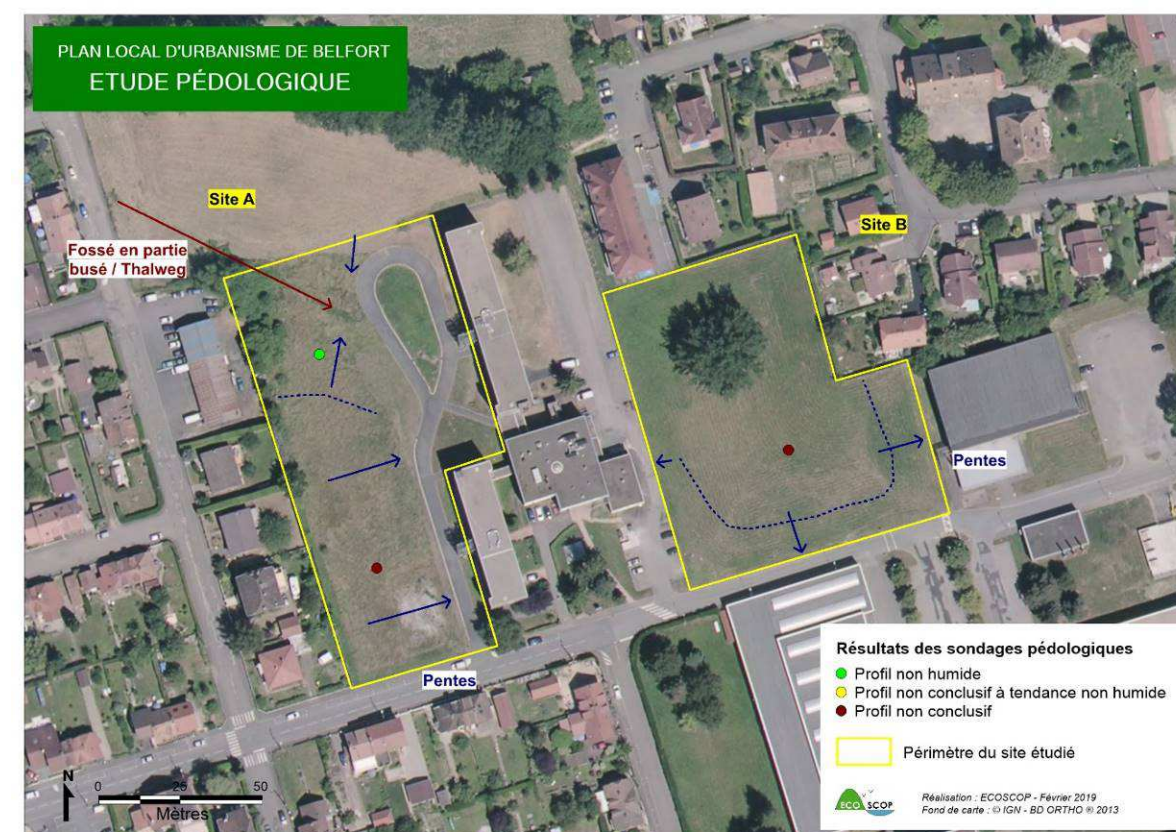 PLAN LOCAL D'URBANISME DE BELFORT
ETUDE PÉDOLOGIQUE
Site A
Fossé en partie
busé / Thalweg
Site B
Pentes
Pentes
Résultats des sondages pédologiques
Profil non humide
Profil non conclusif à tendance non humide
Profil non conclusif
Périmètre du site étudié
ECO SCOP
Réalisation : ECOSCOP - Février 2019
Fond de carte : © IGN - BD ORTHO ® 2013
N
0 25 50
Mètres